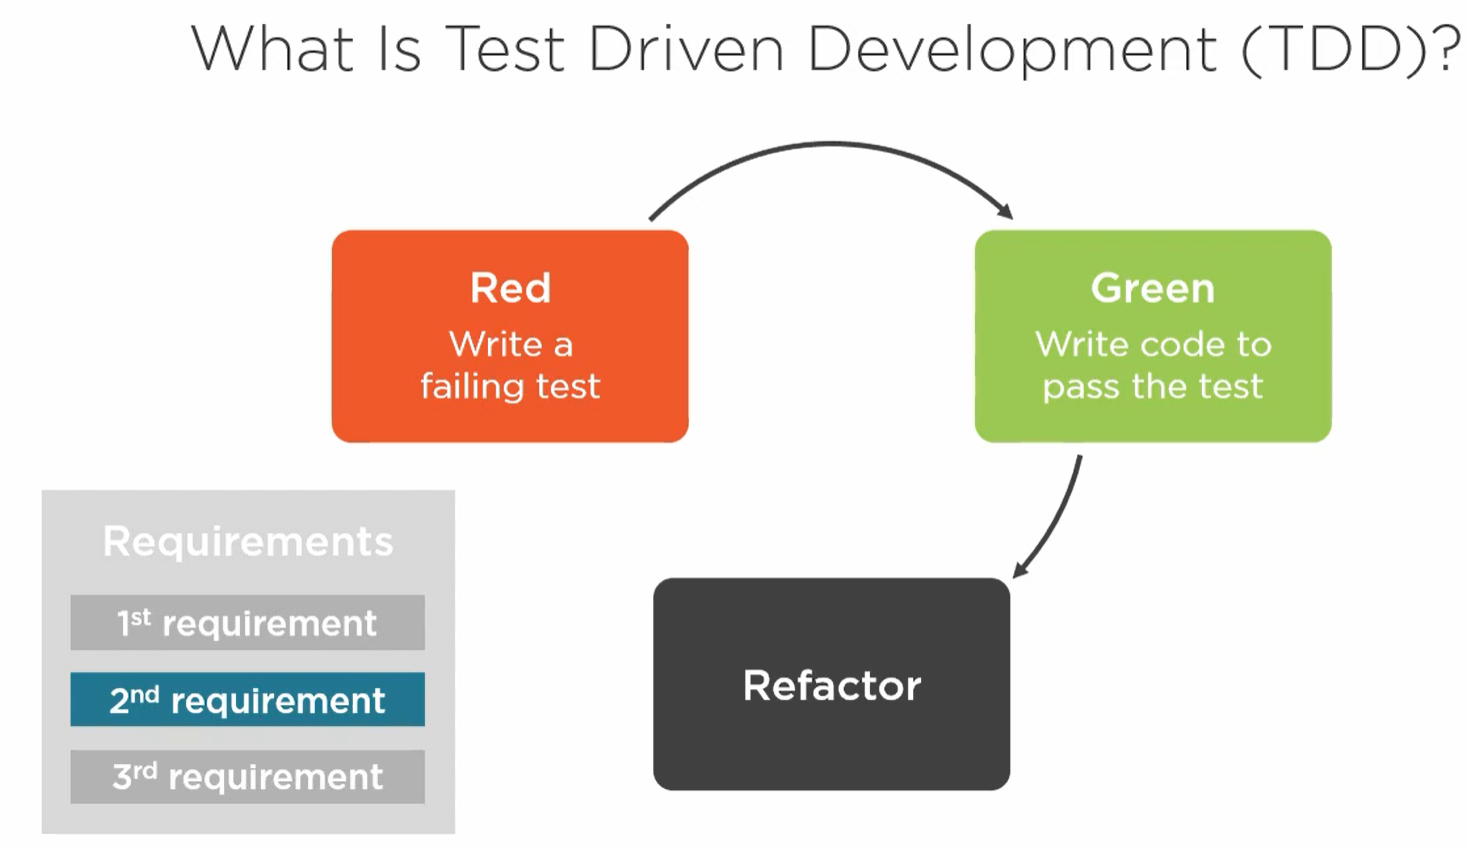 What Is Test Driven Development (TDD)?
Red
Write a
failing test
Green
Write code to
pass the test
Requirements
1st requirement
2nd requirement
3rd requirement
Refactor